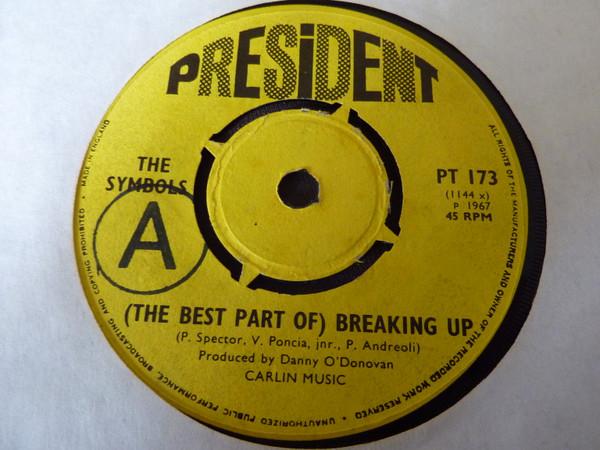 PRESiDENT
THE
SYMBOLS
A
PT 173
(1144 x)
P 1967
45 RPM
(THE BEST PART OF) BREAKING UP
(P. Spector, V. Poncia, jnr., P. Andreoli)
Produced by Danny O'Donovan
CARLIN MUSIC
ALL RIGHTS OF THE MANUFACTURERS AND OWNER OF THE RECORDED WORK RESERVED • UNAUTHORIZED PUBLIC PERFORMANCE, BROADCASTING AND COPYING PROHIBITED • MADE IN ENGLAND